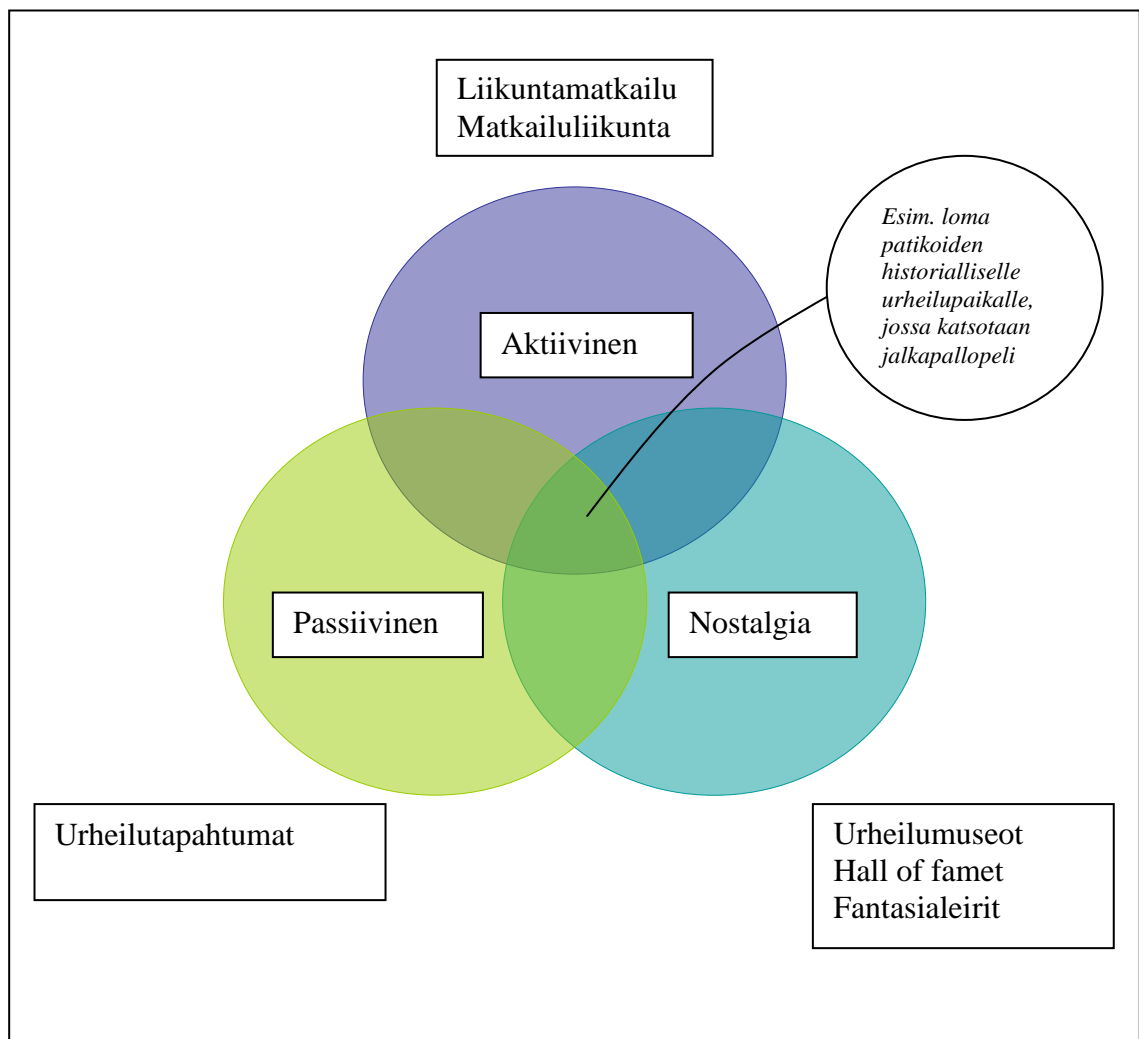 Liikuntamatkailu
Matkailuliikunta
Esim. loma
patikoiden
historialliselle
urheilupaikalle,
jossa katsotaan
jalkapallopeli
Aktiivinen
Passiivinen
Nostalgia
Urheilutapahtumat
Urheilumuseot
Hall of famet
Fantasialeirit